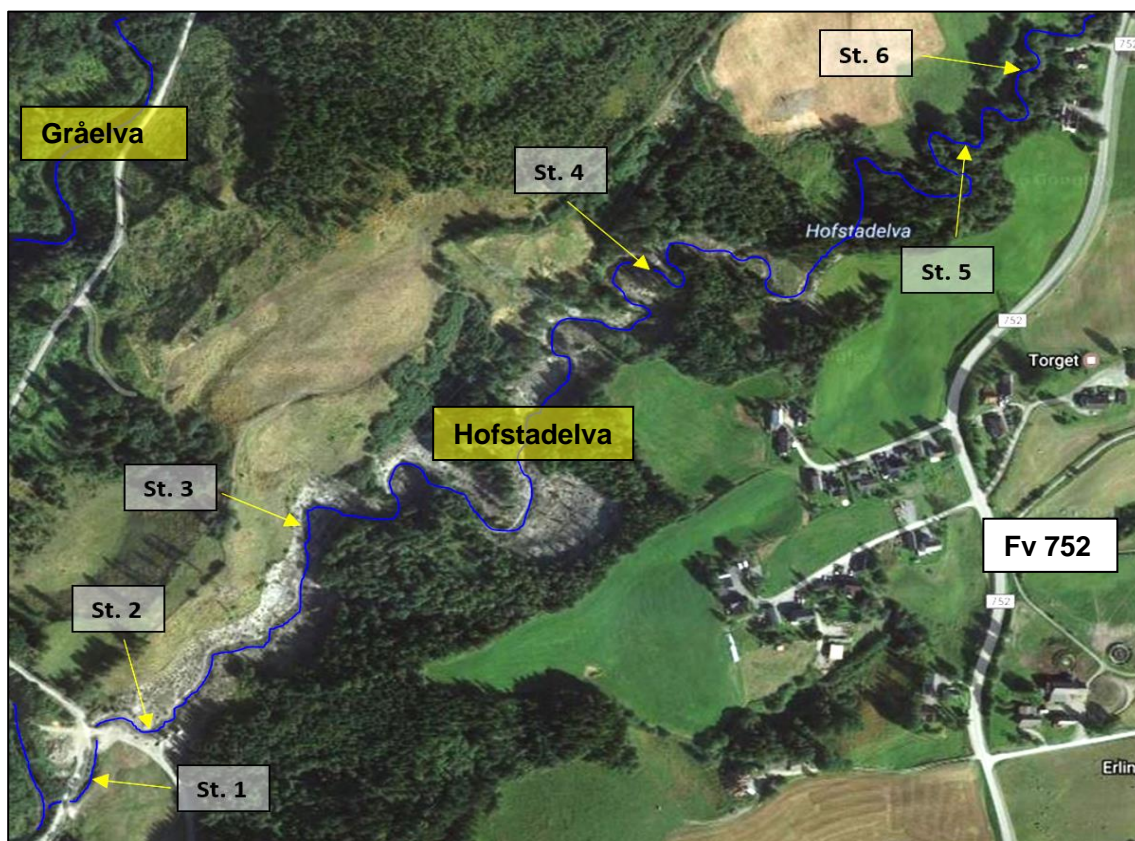 752
St. 6
Gråelva
St. 4
Hofstadelva
St. 5
752
Torget
Hofstadelva
St. 3
Fv 752
752
St. 2
St. 1
Erlin